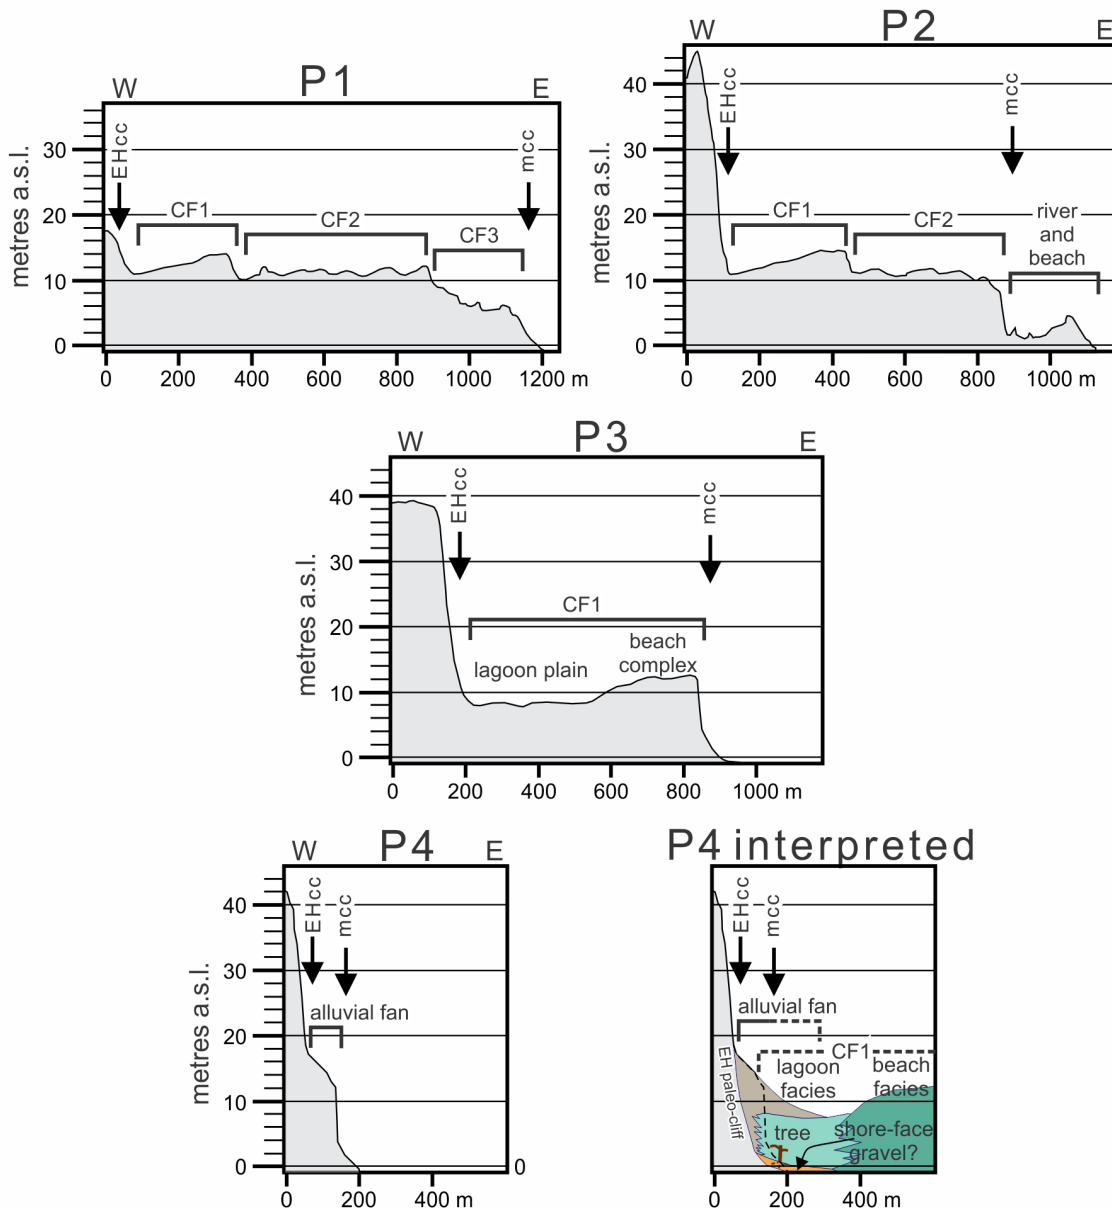 P1
W
E
metres a.s.l.
30
20
10
0
EHcc
mcc
CF1
CF2
CF3
0 200 400 600 800 1000 1200 m
P2
W
E
metres a.s.l.
40
30
20
10
0
EHcc
mcc
CF1
CF2
river
and
beach
0 200 400 600 800 1000 m
P3
W
E
metres a.s.l.
40
30
20
10
0
EHcc
mcc
CF1
lagoon plain
beach
complex
0 200 400 600 800 1000 m
P4
W
E
metres a.s.l.
40
30
20
10
0
EHcc
mcc
alluvial fan
0
0 200 400 m
P4 interpreted
EHcc
mcc
alluvial fan
CF1
lagoon
facies
beach
facies
EH paleo-cliff
tree
shore-face
gravel?
0 200 400 m